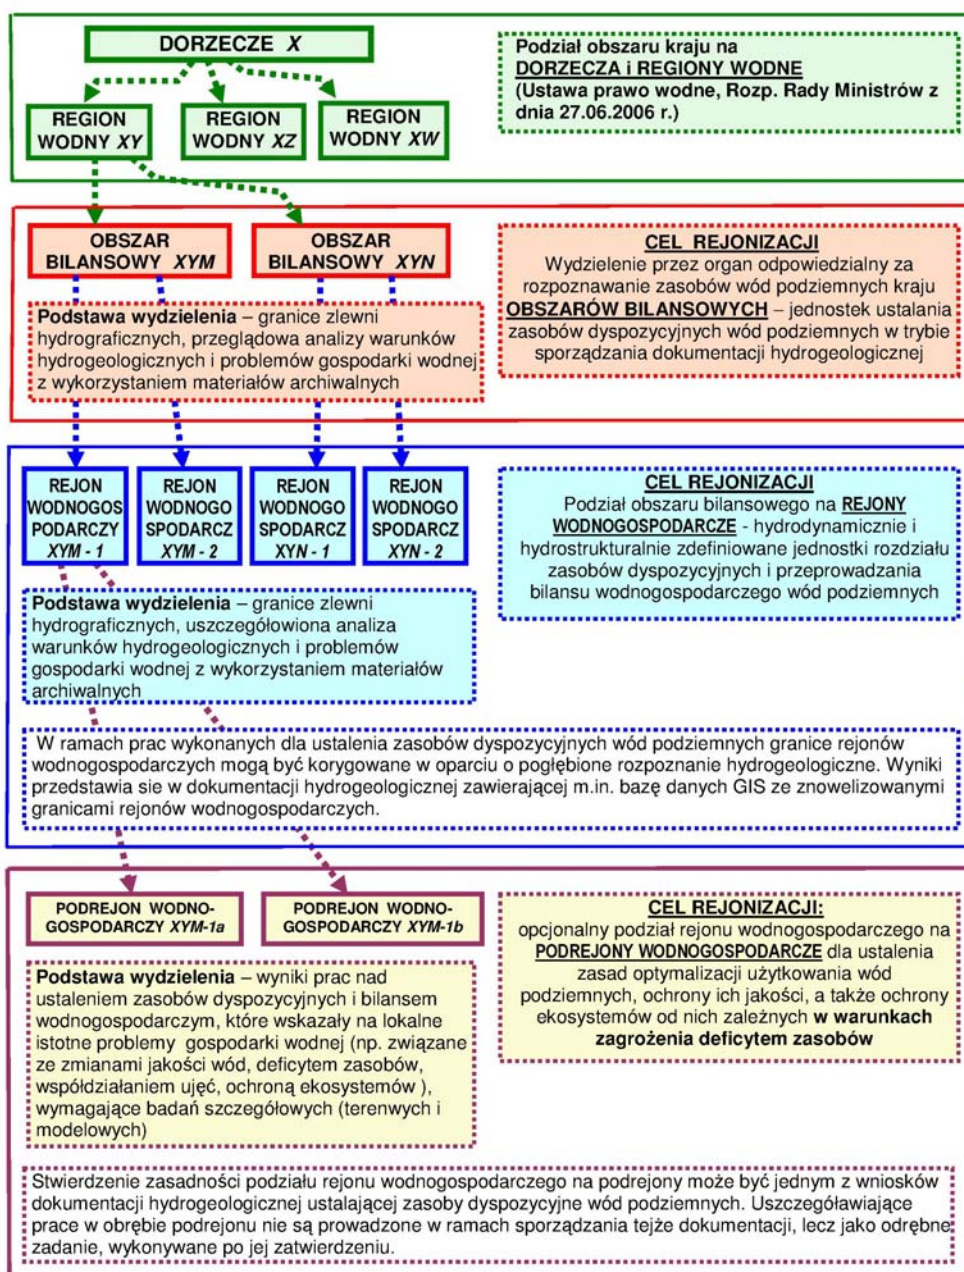 DORZECZE X
REGION
WODNY XY
REGION
WODNY XZ
REGION
WODNY XW
Podział obszaru kraju na
DORZECZA i REGIONY WODNE
(Ustawa prawo wodne, Rozp. Rady Ministrów z
dnia 27.06.2006 r.)
OBSZAR
BILANSOWY XYM
OBSZAR
BILANSOWY XYN
Podstawa wydzielenia – granice zlewni
hydrograficznych, przeglądowa analizy warunków
hydrogeologicznych i problemów gospodarki wodnej
z wykorzystaniem materiałów archiwalnych
CEL REJONIZACJI
Wydzielenie przez organ odpowiedzialny za
rozpoznawanie zasobów wód podziemnych kraju
OBSZARÓW BILANSOWYCH – jednostek ustalania
zasobów dyspozycyjnych wód podziemnych w trybie
sporządzania dokumentacji hydrogeologicznej
REJON
WODNOGOS
PODARCZY
XYM - 1
REJON
WODNOGO
SPODARCZ
XYM - 2
REJON
WODNOGO
SPODARCZ
XYN - 1
REJON
WODNOGO
SPODARCZ
XYN - 2
CEL REJONIZACJI
Podział obszaru bilansowego na REJONY
WODNOGOSPODARCZE - hydrodynamicznie i
hydrostrukturalnie zdefiniowane jednostki rozdziału
zasobów dyspozycyjnych i przeprowadzania
bilansu wodnogospodarczego wód podziemnych
Podstawa wydzielenia – granice zlewni
hydrograficznych, uszczegółowiona analiza
warunków hydrogeologicznych i problemów
gospodarki wodnej z wykorzystaniem materiałów
archiwalnych
W ramach prac wykonanych dla ustalenia zasobów dyspozycyjnych wód podziemnych granice rejonów
wodnogospodarczych mogą być korygowane w oparciu o pogłębione rozpoznanie hydrogeologiczne. Wyniki
przedstawia sie w dokumentacji hydrogeologicznej zawierającej m.in. bazę danych GIS ze znowelizowanymi
granicami rejonów wodnogospodarczych.
PODREJON WODNO-
GOSPODARCZY XYM-1a
PODREJON WODNO-
GOSPODARCZY XYM-1b
CEL REJONIZACJI:
opcjonalny podział rejonu wodnogospodarczego na
PODREJONY WODNOGOSPODARCZE dla ustalenia
zasad optymalizacji użytkowania wód
podziemnych, ochrony ich jakości, a także ochrony
ekosystemów od nich zależnych w warunkach
zagrożenia deficytem zasobów
Podstawa wydzielenia – wyniki prac nad
ustaleniem zasobów dyspozycyjnych i bilansem
wodnogospodarczym, które wskazały na lokalne
istotne problemy gospodarki wodnej (np. związane
ze zmianami jakości wód, deficytem zasobów,
współdziałaniem ujęć, ochroną ekosystemów ),
wymagające badań szczegółowych (terenwych i
modelowych)
Stwierdzenie zasadności podziału rejonu wodnogospodarczego na podrejony może być jednym z wniosków
dokumentacji hydrogeologicznej ustalającej zasoby dyspozycyjne wód podziemnych. Uszczegóławiające
prace w obrębie podrejonu nie są prowadzone w ramach sporządzania tejże dokumentacji, lecz jako odrębne
zadanie, wykonywane po jej zatwierdzeniu.